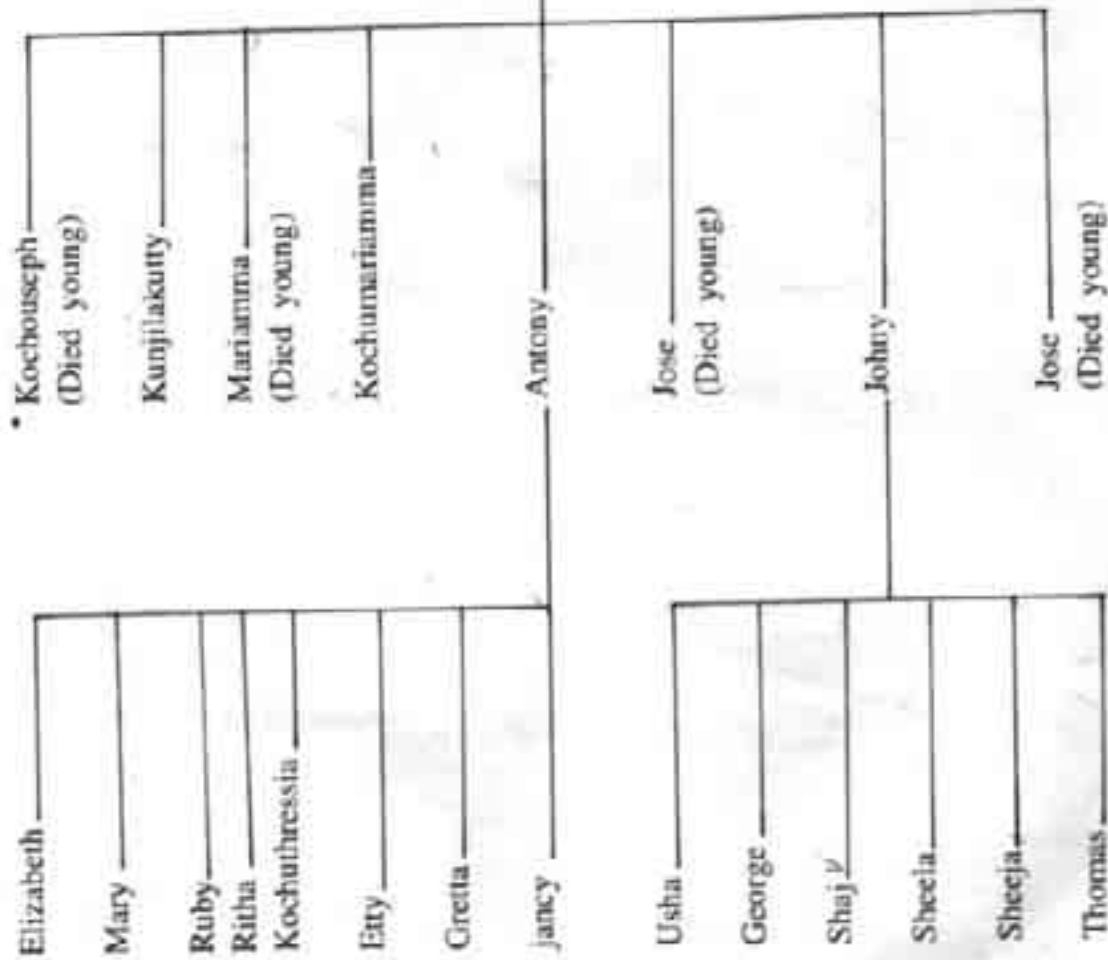 • Kochouseph
(Died young)
Kunjilakutty
Mariamma
(Died young)
Kochumariamma
Antony
Jose
(Died young)
Johny
Jose
(Died young)
Elizabeth
Mary
Ruby
Ritha
Kochuthressia
Etty
Gretta
jancy
Usha
George
Shaj
Sheela
Sheeja
Thomas